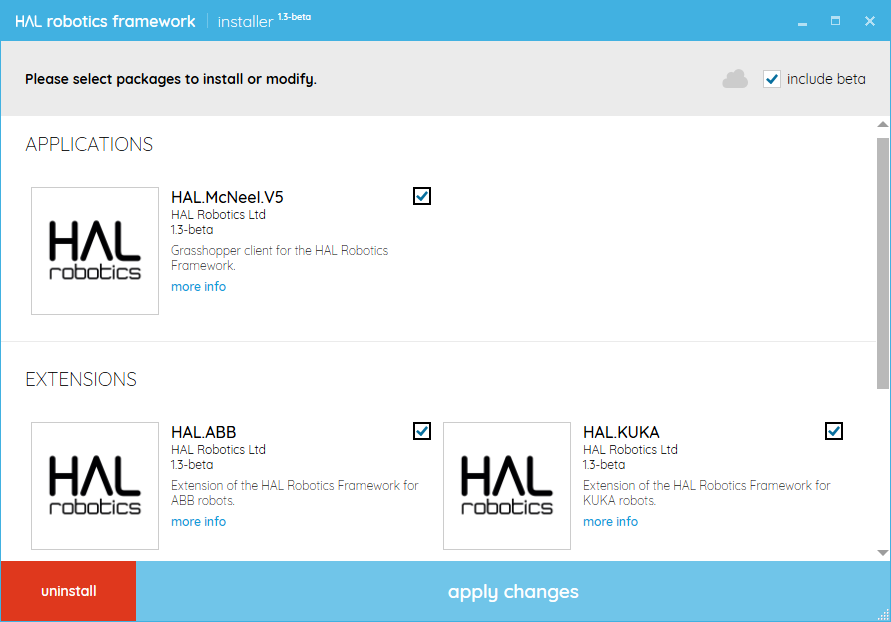 HAL robotics framework installer 1.3-beta
Please select packages to install or modify.
include beta
APPLICATIONS
HAL robotics
HAL.McNeel.V5
HAL Robotics Ltd
1.3-beta
Grasshopper client for the HAL Robotics
Framework.
more info
EXTENSIONS
HAL robotics
HAL.ABB
HAL Robotics Ltd
1.3-beta
Extension of the HAL Robotics Framework for
ABB robots.
more info
HAL robotics
HAL.KUKA
HAL Robotics Ltd
1.3-beta
Extension of the HAL Robotics Framework for
KUKA robots.
more info
uninstall
apply changes